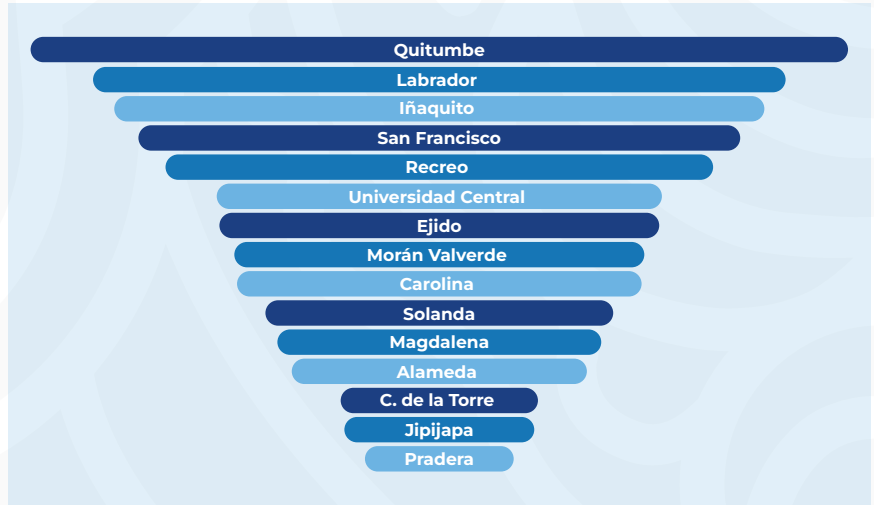 Quitumbe
Labrador
Iñaquito
San Francisco
Recreo
Universidad Central
Ejido
Morán Valverde
Carolina
Solanda
Magdalena
Alameda
C. de la Torre
Jipijapa
Pradera